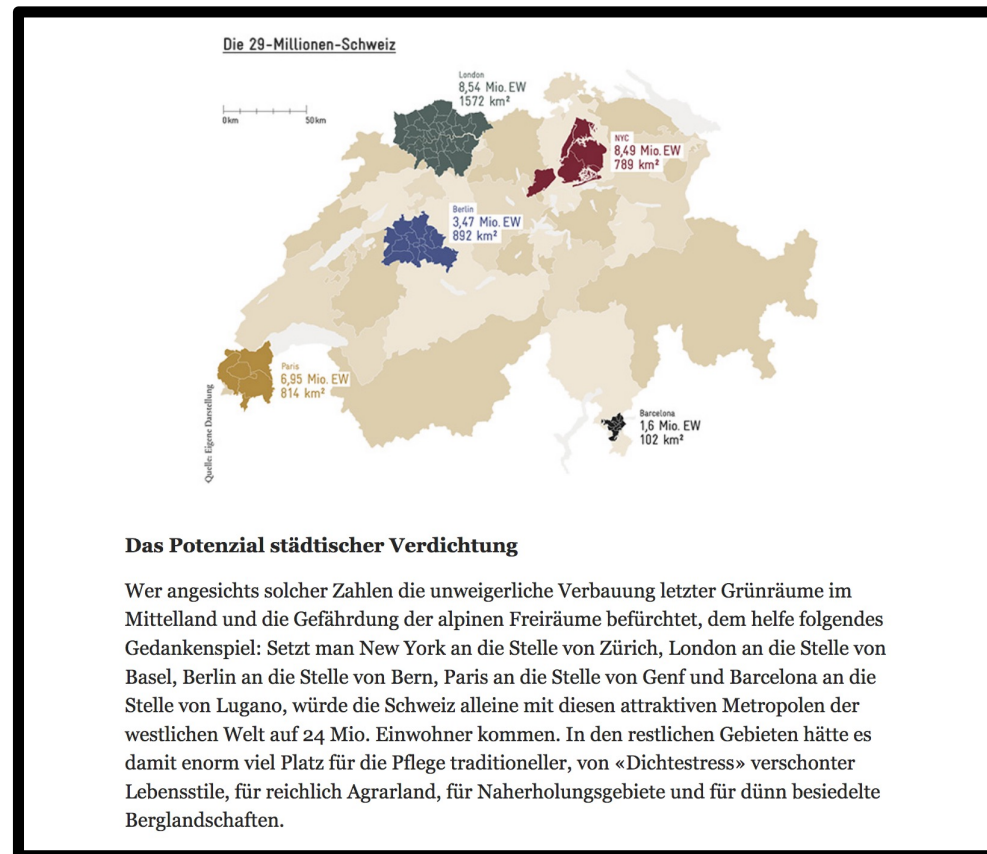 Die 29-Millionen-Schweiz
0km 50km
London
8,54 Mio. EW
1572 km²
NYC
8,49 Mio. EW
789 km²
Berlin
3,47 Mio. EW
892 km²
Paris
6,95 Mio. EW
814 km²
Barcelona
1,6 Mio. EW
102 km²
Quelle: Eigene Darstellung
Das Potenzial städtischer Verdichtung
Wer angesichts solcher Zahlen die unweigerliche Verbauung letzter Grünräume im
Mittelland und die Gefährdung der alpinen Freiräume befürchtet, dem helfe folgendes
Gedankenspiel: Setzt man New York an die Stelle von Zürich, London an die Stelle von
Basel, Berlin an die Stelle von Bern, Paris an die Stelle von Genf und Barcelona an die
Stelle von Lugano, würde die Schweiz alleine mit diesen attraktiven Metropolen der
westlichen Welt auf 24 Mio. Einwohner kommen. In den restlichen Gebieten hätte es
damit enorm viel Platz für die Pflege traditioneller, von «Dichtestress» verschonter
Lebensstile, für reichlich Agrarland, für Naherholungsgebiete und für dünn besiedelte
Berglandschaften.